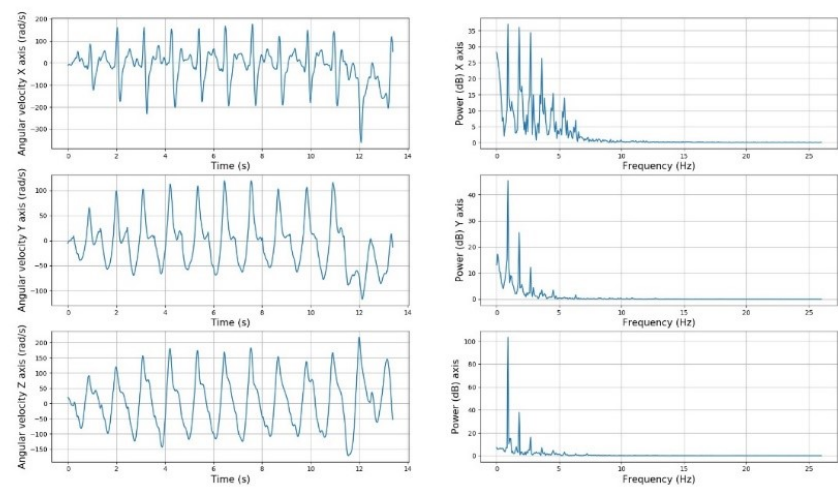 Angular velocity X axis (rad/s)
200
100
0
-100
-200
-300
0 2 4 6 8 10 12 14
Time (s)
Power (dB) X axis
35
30
25
20
15
10
5
0
0 5 10 15 20 25
Frequency (Hz)
Angular velocity Y axis (rad/s)
100
50
0
-50
-100
0 2 4 6 8 10 12 14
Time (s)
Power (dB) Y axis
40
30
20
10
0
0 5 10 15 20 25
Frequency (Hz)
Angular velocity Z axis (rad/s)
200
150
100
50
0
-50
-100
-150
0 2 4 6 8 10 12 14
Time (s)
Power (dB) axis
100
80
60
40
20
0
0 5 10 15 20 25
Frequency (Hz)